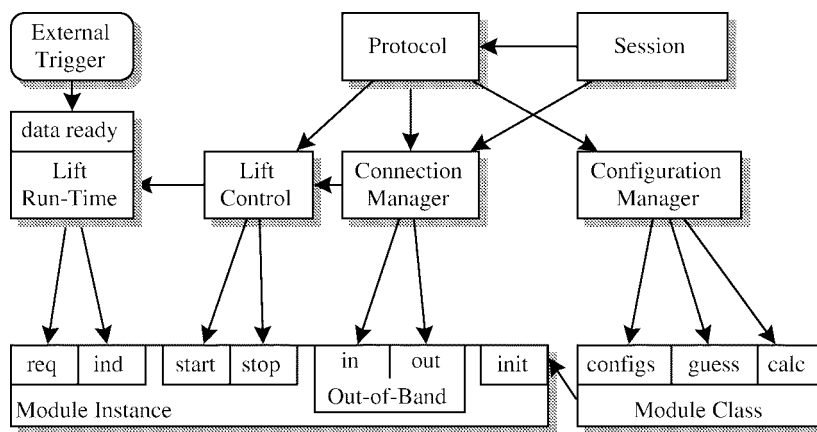 External
Trigger
Protocol
Session
data ready
Lift
Run-Time
Lift
Control
Connection
Manager
Configuration
Manager
req
ind
start
stop
in
out
init
configs
guess
calc
Module Instance
Out-of-Band
Module Class